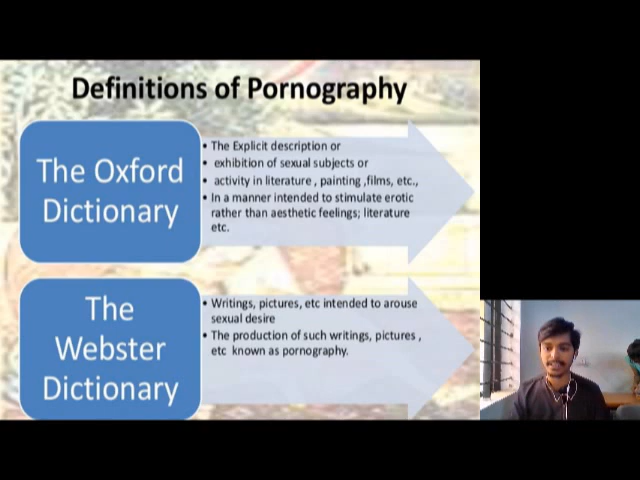 Definitions of Pornography
The Oxford
Dictionary
• The Explicit description or
• exhibition of sexual subjects or
• activity in literature , painting ,films, etc.,
• In a manner intended to stimulate erotic
rather than aesthetic feelings; literature
etc.
The
Webster
Dictionary
• Writings, pictures, etc intended to arouse
sexual desire
• The production of such writings, pictures ,
etc known as pornography.